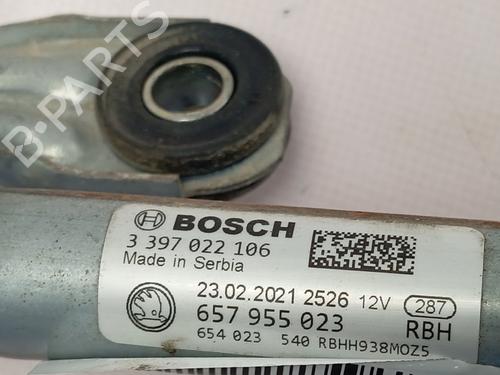 B-PARTS
BOSCH
3 397 022 106
Made in Serbia
23.02.2021 2526 12V 287
657 955 023 RBH
654 023 540 RBHH938MOZ5